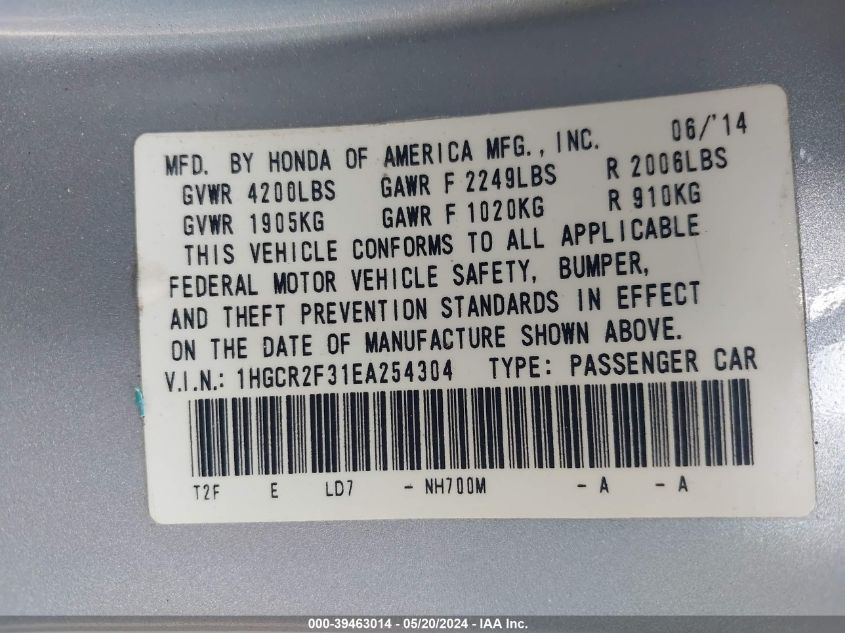 06/'14
MFD. BY HONDA OF AMERICA MFG., INC.
GVWR 4200LBS GAWR F 2249LBS R 2006LBS
GVWR 1905KG GAWR F 1020KG R 910KG
THIS VEHICLE CONFORMS TO ALL APPLICABLE
FEDERAL MOTOR VEHICLE SAFETY, BUMPER,
AND THEFT PREVENTION STANDARDS IN EFFECT
ON THE DATE OF MANUFACTURE SHOWN ABOVE.
V.I.N.: 1HGCR2F31EA254304 TYPE: PASSENGER CAR
T2F E LD7 - NH700M - A - A
000-39463014 - 05/20/2024 - IAA Inc.